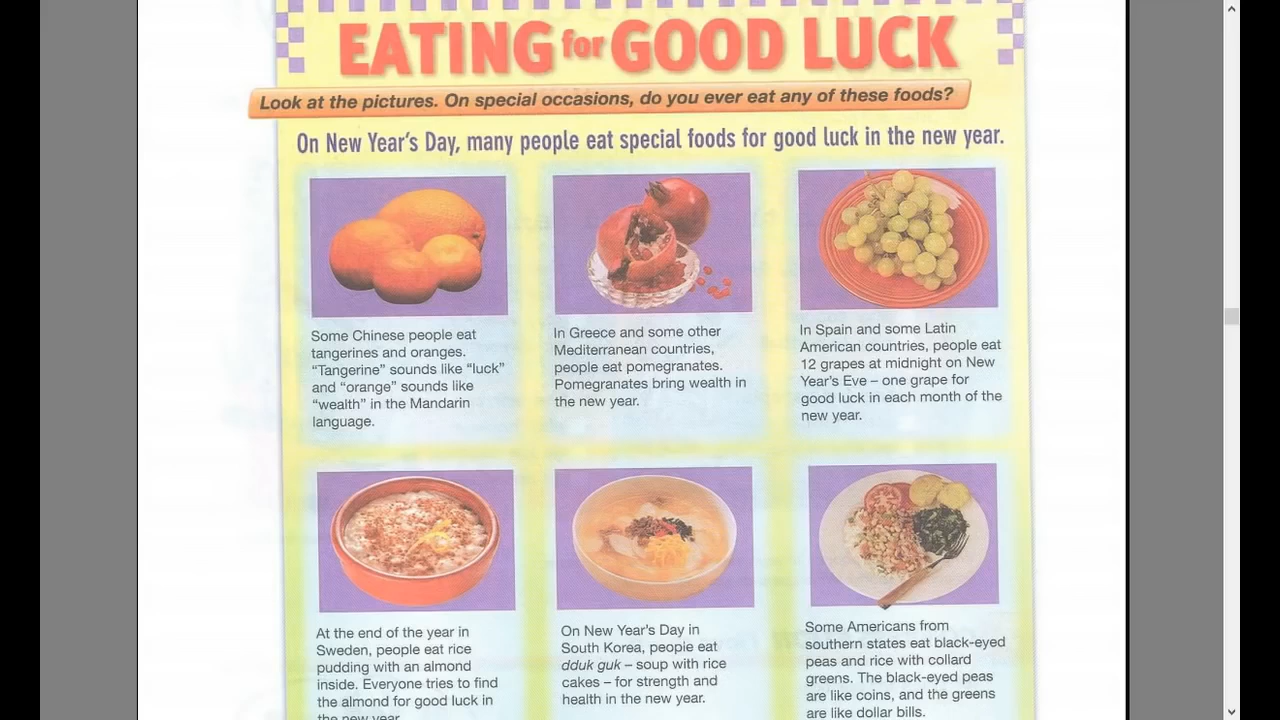 EATING for GOOD LUCK
Look at the pictures. On special occasions, do you ever eat any of these foods?
On New Year's Day, many people eat special foods for good luck in the new year.
Some Chinese people eat
tangerines and oranges.
"Tangerine" sounds like "luck"
and "orange" sounds like
"wealth" in the Mandarin
language.
In Greece and some other
Mediterranean countries,
people eat pomegranates.
Pomegranates bring wealth in
the new year.
In Spain and some Latin
American countries, people eat
12 grapes at midnight on New
Year's Eve – one grape for
good luck in each month of the
new year.
At the end of the year in
Sweden, people eat rice
pudding with an almond
inside. Everyone tries to find
the almond for good luck in
the new year.
On New Year's Day in
South Korea, people eat
dduk guk – soup with rice
cakes – for strength and
health in the new year.
Some Americans from
southern states eat black-eyed
peas and rice with collard
greens. The black-eyed peas
are like coins, and the greens
are like dollar bills.